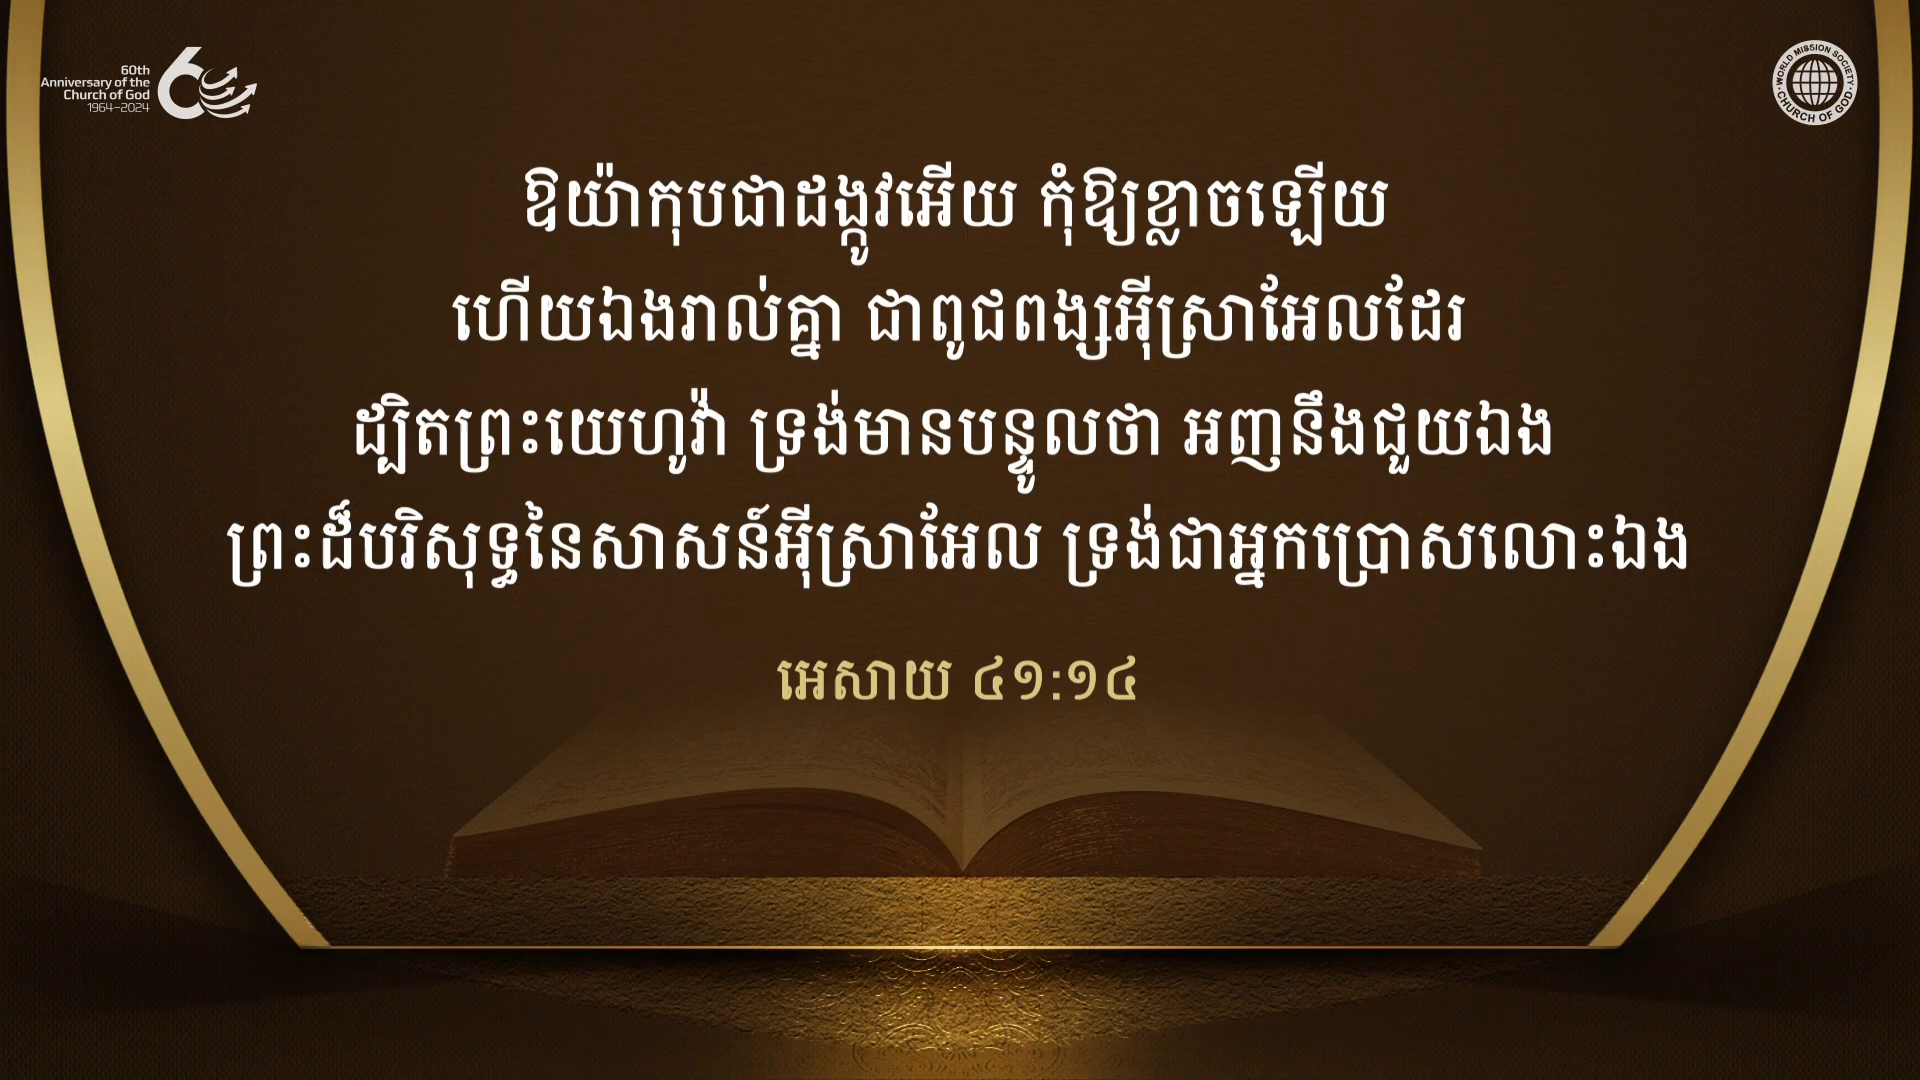 60th
Anniversary of the
Church of God
1964–2024
WORLD MISSION SOCIETY
CHURCH OF GOD
ឱយ៉ាកុបជាដង្កូវអើយ កុំឱ្យខ្លាចឡើយ
ហើយឯងរាល់គ្នា ជាពូជពង្សអ៊ីស្រាអែលដែរ
ដ្បិតព្រះយេហូវ៉ា ទ្រង់មានបន្ទូលថា អញនឹងជួយឯង
ព្រះដ៏បរិសុទ្ធនៃសាសន៍អ៊ីស្រាអែល ទ្រង់ជាអ្នកប្រោសលោះឯង
អេសាយ ៤១:១៤